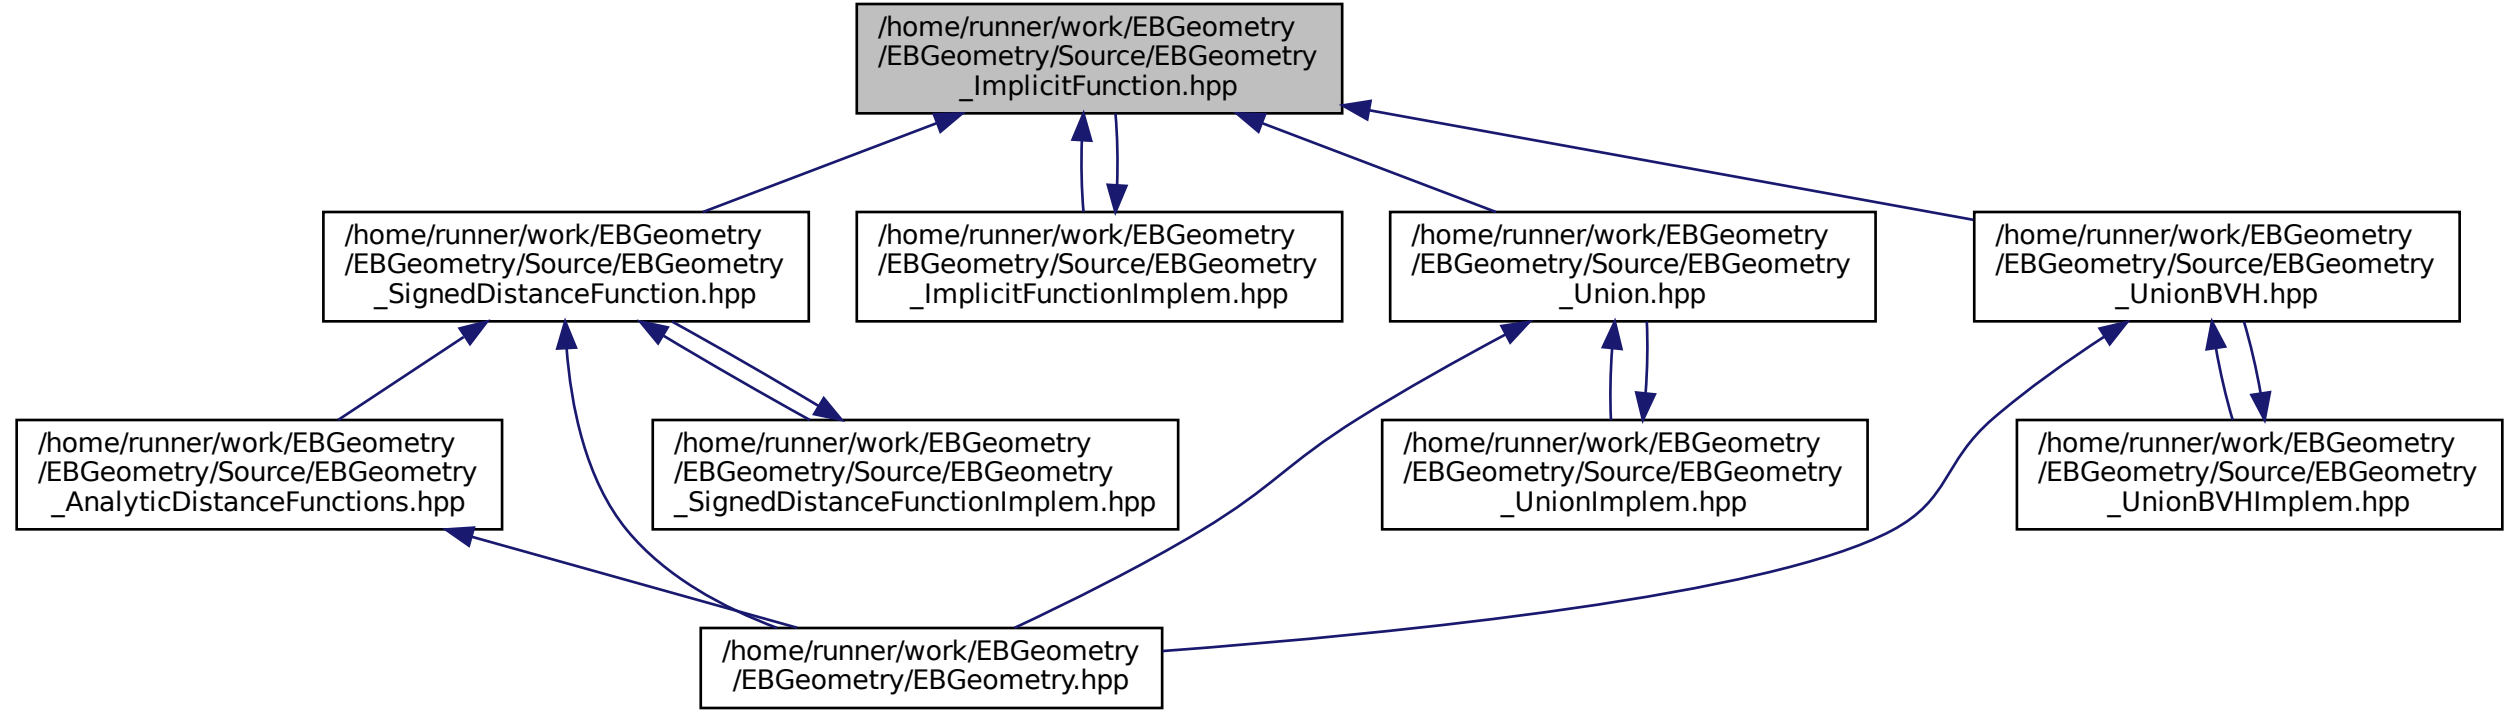 /home/runner/work/EBGeometry
/EBGeometry/Source/EBGeometry
_ImplicitFunction.hpp
/home/runner/work/EBGeometry
/EBGeometry/Source/EBGeometry
_SignedDistanceFunction.hpp
/home/runner/work/EBGeometry
/EBGeometry/Source/EBGeometry
_ImplicitFunctionImplem.hpp
/home/runner/work/EBGeometry
/EBGeometry/Source/EBGeometry
_Union.hpp
/home/runner/work/EBGeometry
/EBGeometry/Source/EBGeometry
_UnionBVH.hpp
/home/runner/work/EBGeometry
/EBGeometry/Source/EBGeometry
_AnalyticDistanceFunctions.hpp
/home/runner/work/EBGeometry
/EBGeometry/Source/EBGeometry
_SignedDistanceFunctionImplem.hpp
/home/runner/work/EBGeometry
/EBGeometry/Source/EBGeometry
_UnionImplem.hpp
/home/runner/work/EBGeometry
/EBGeometry/Source/EBGeometry
_UnionBVHImplem.hpp
/home/runner/work/EBGeometry
/EBGeometry/EBGeometry.hpp